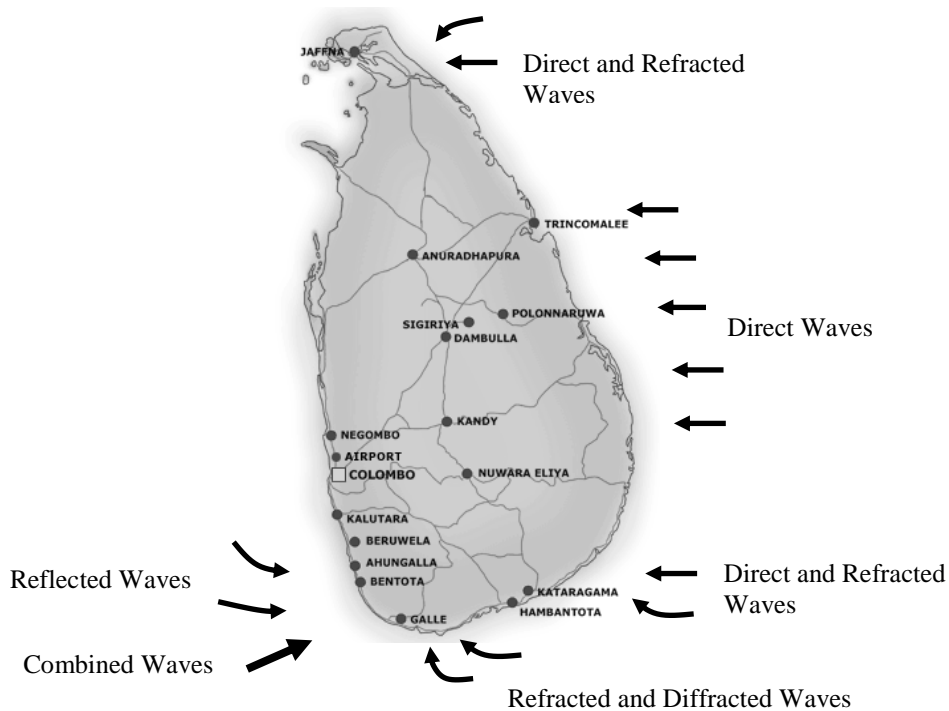 JAFFNA
Direct and Refracted
Waves
TRINCOMALEE
ANURADHAPURA
POLONNARUWA
SIGIRIYA
DAMBULLA
Direct Waves
KANDY
NEGOMBO
AIRPORT
COLOMBO
NUWARA ELIYA
KALUTARA
BERUWELA
AHUNGALLA
Reflected Waves
BENTOTA
Direct and Refracted
Waves
KATARAGAMA
HAMBANTOTA
GALLE
Combined Waves
Refracted and Diffracted Waves